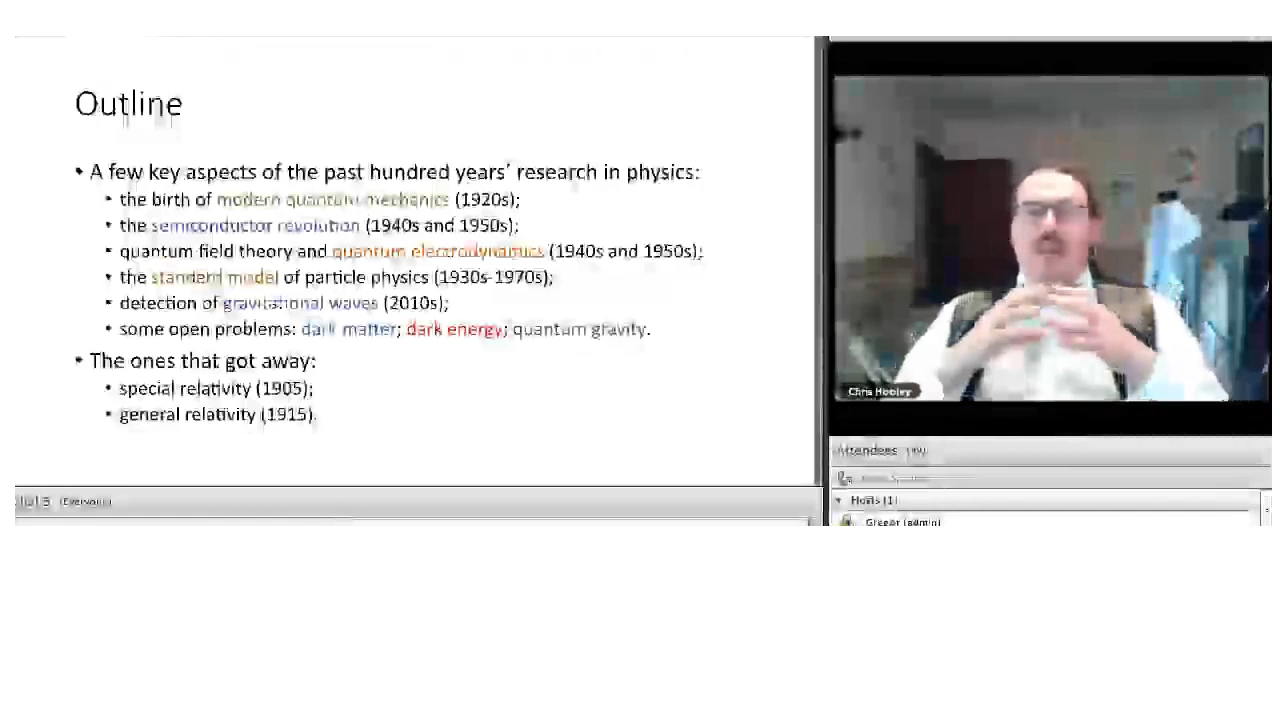 Outline
• A few key aspects of the past hundred years' research in physics:
• the birth of modern quantum mechanics (1920s);
• the semiconductor revolution (1940s and 1950s);
• quantum field theory and quantum electrodynamics (1940s and 1950s);
• the standard model of particle physics (1930s-1970s);
• detection of gravitational waves (2010s);
• some open problems: dark matter; dark energy; quantum gravity.
• The ones that got away:
• special relativity (1905);
• general relativity (1915).
(Everyone)
Chris Hooley
Attendees
Hosts (1)
Gregor (admin)